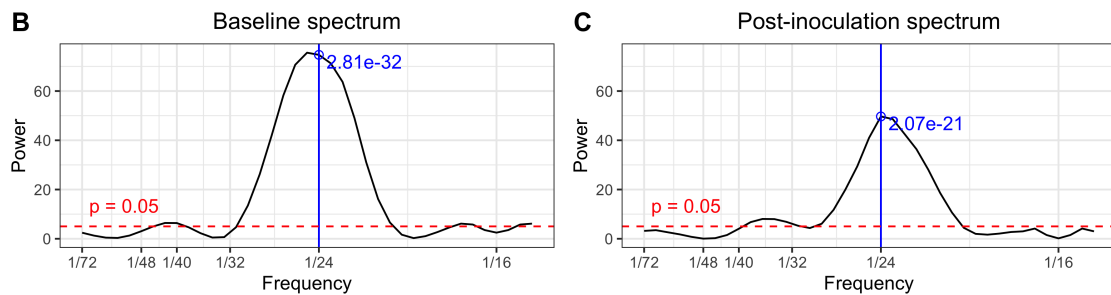 B Baseline spectrum
Power
60
40
20
0
2.81e-32
p = 0.05
1/72 1/48 1/40 1/32 1/24 1/16
Frequency
C Post-inoculation spectrum
Power
60
40
20
0
2.07e-21
p = 0.05
1/72 1/48 1/40 1/32 1/24 1/16
Frequency